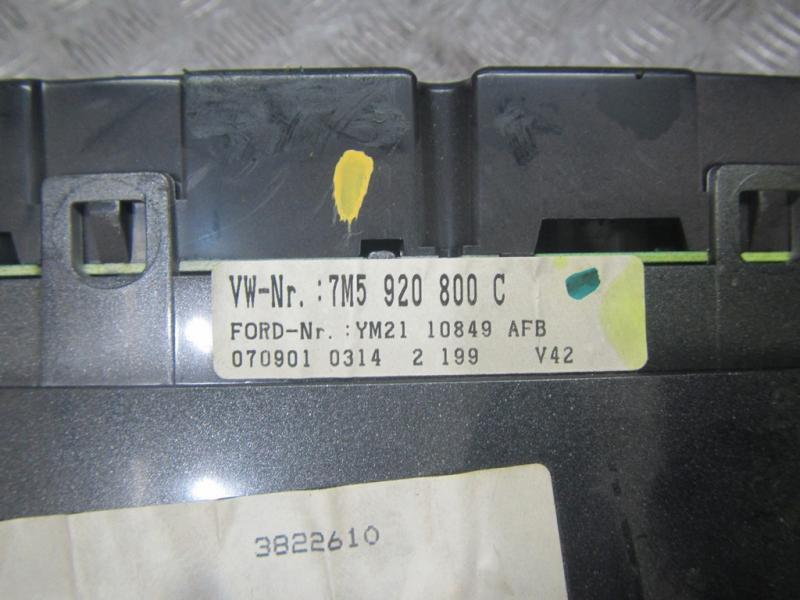 VW-Nr. :7M5 920 800 C
FORD-Nr. :YM21 10849 AFB
070901 0314 2 199 V42
3822610